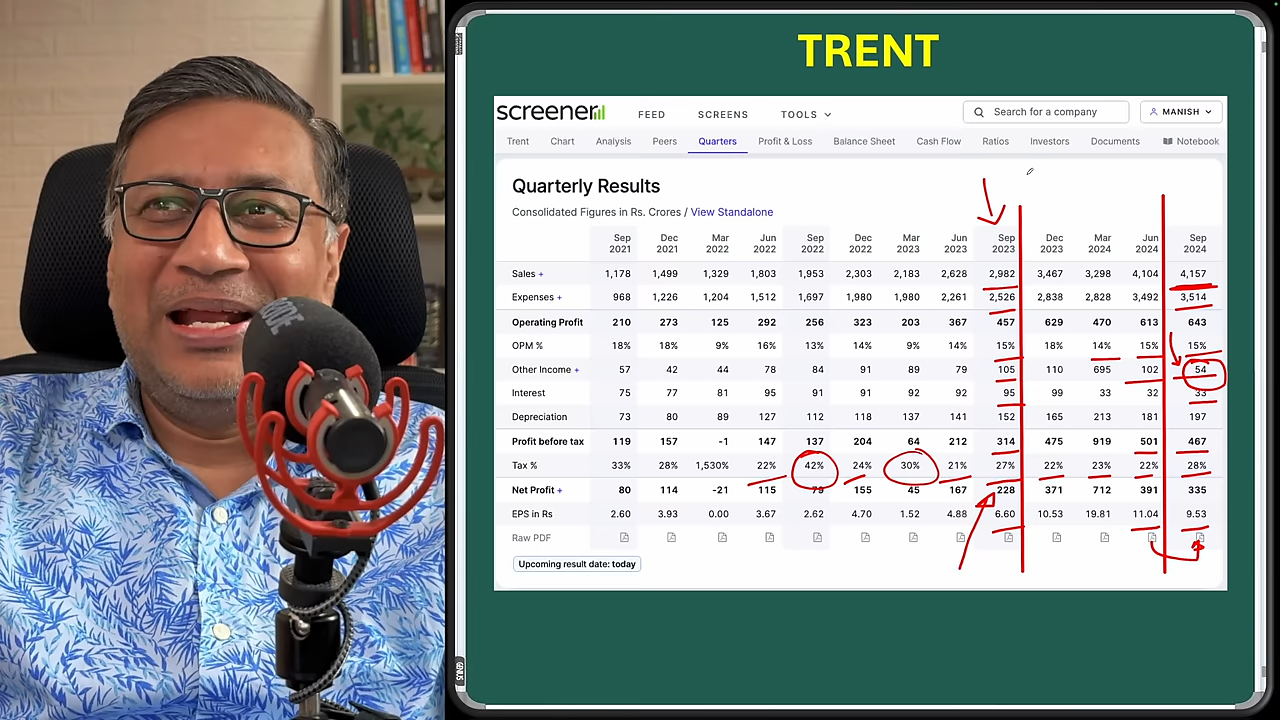 TRENT
screener FEED SCREENS TOOLS Search for a company MANISH
Trent Chart Analysis Peers Quarters Profit & Loss Balance Sheet Cash Flow Ratios Investors Documents Notebook
Quarterly Results
Consolidated Figures in Rs. Crores / View Standalone
Sep Dec Mar Jun Sep Dec Mar Jun Sep Dec Mar Jun Sep
2021 2021 2022 2022 2022 2022 2023 2023 2023 2023 2024 2024 2024
Sales + 1,178 1,499 1,329 1,803 1,953 2,303 2,183 2,628 2,982 3,467 3,298 4,104 4,157
Expenses + 968 1,226 1,204 1,512 1,697 1,980 1,980 2,261 2,526 2,838 2,828 3,492 3,514
Operating Profit 210 273 125 292 256 323 203 367 457 629 470 613 643
OPM % 18% 18% 9% 16% 13% 14% 9% 14% 15% 18% 14% 15% 15%
Other Income + 57 42 44 75 84 91 89 79 105 110 695 102 54
Interest 75 77 81 95 91 91 92 92 95 99 33 32 33
Depreciation 73 80 89 127 112 118 137 141 152 165 213 181 197
Profit before tax 119 157 -1 147 137 204 64 212 314 475 919 501 467
Tax % 33% 28% 1,530% 22% 42% 24% 30% 21% 27% 22% 23% 22% 28%
Net Profit + 80 114 -21 115 79 155 45 167 228 371 712 391 335
EPS in Rs 2.60 3.93 0.00 3.67 2.62 4.70 1.52 4.88 6.60 10.53 19.81 11.04 9.53
Raw PDF
Upcoming result date: today
RODE
GENIUS